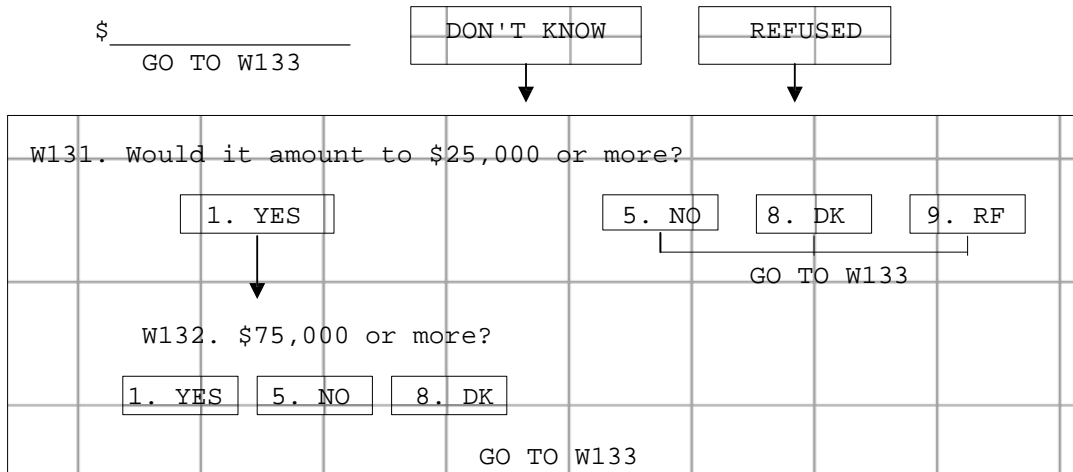 $ DON'T KNOW REFUSED
GO TO W133
W131. Would it amount to $25,000 or more?
1. YES 5. NO 8. DK 9. RF
GO TO W133
W132. $75,000 or more?
1. YES 5. NO 8. DK
GO TO W133